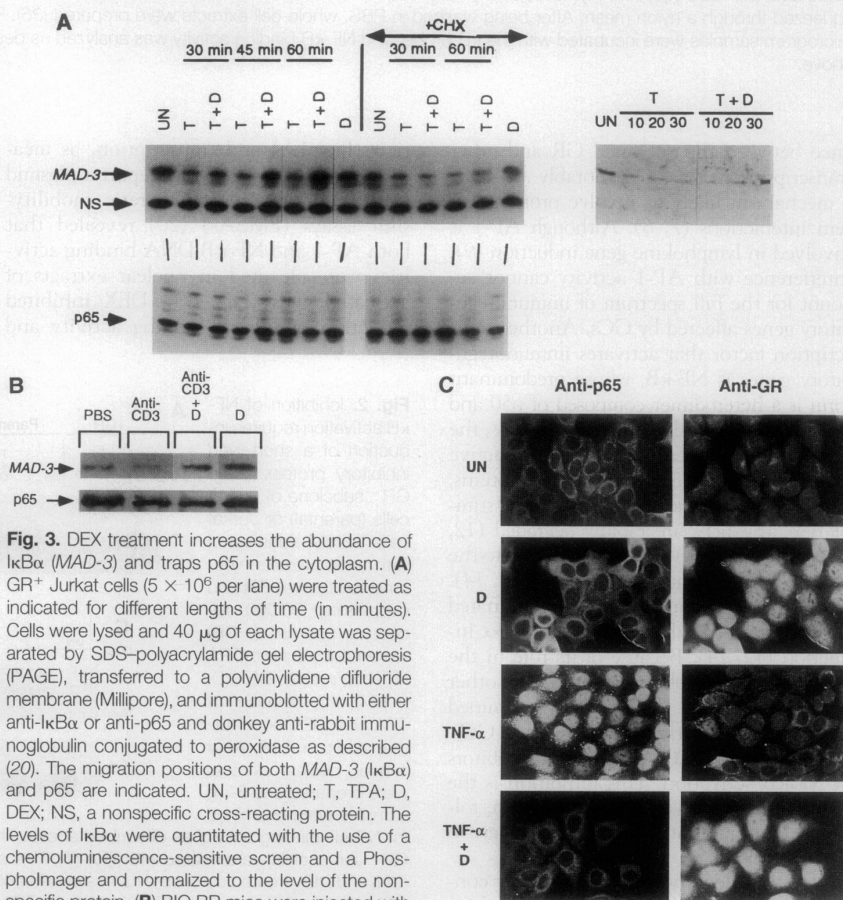 A
+CHX
30 min 45 min 60 min 30 min 60 min
UN T T + D T T + D T T + D D UN T T + D T T + D D
T T + D
UN 10 20 30 10 20 30
MAD-3
NS
p65
B
PBS Anti-CD3 Anti-CD3 + D D
MAD-3
p65
Fig. 3. DEX treatment increases the abundance of
IκBα (MAD-3) and traps p65 in the cytoplasm. (A)
GR+ Jurkat cells (5 × 10⁶ per lane) were treated as
indicated for different lengths of time (in minutes).
Cells were lysed and 40 μg of each lysate was sep-
arated by SDS–polyacrylamide gel electrophoresis
(PAGE), transferred to a polyvinylidene difluoride
membrane (Millipore), and immunoblotted with either
anti-IκBα or anti-p65 and donkey anti-rabbit immu-
noglobulin conjugated to peroxidase as described
(20). The migration positions of both MAD-3 (IκBα)
and p65 are indicated. UN, untreated; T, TPA; D,
DEX; NS, a nonspecific cross-reacting protein. The
levels of IκBα were quantitated with the use of a
chemoluminescence-sensitive screen and a Phos-
phoImager and normalized to the level of the non-
specific protein. (B) BIO.BR mice were injected with
C
Anti-p65 Anti-GR
UN
D
TNF-α
TNF-α
+
D